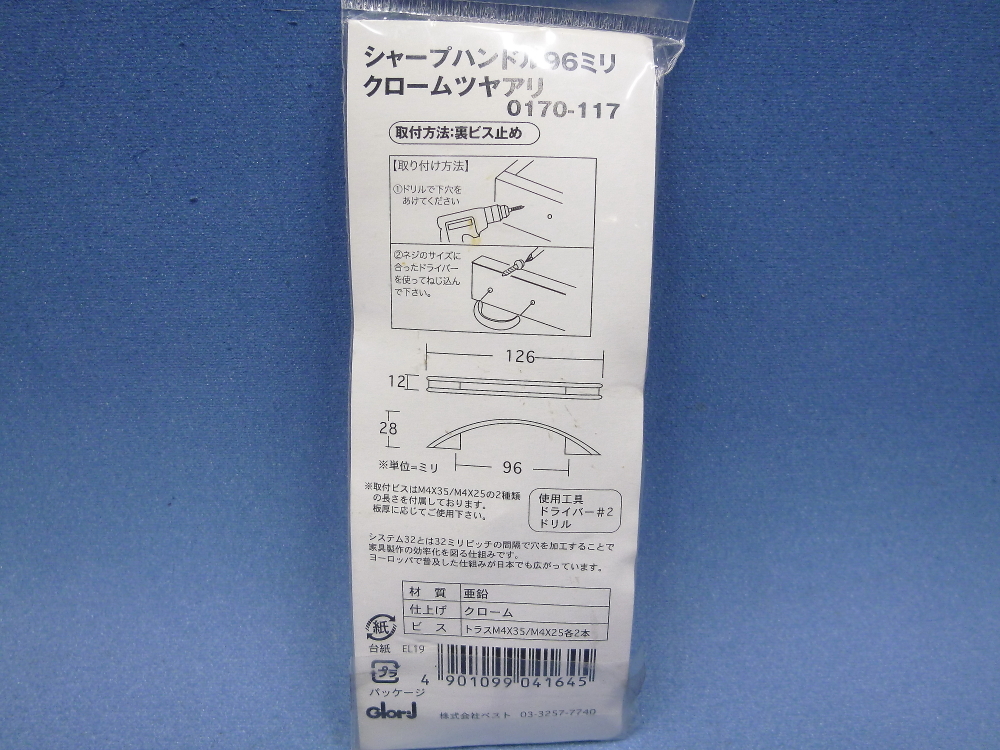 シャープハンドル96ミリ
クロームツヤアリ
0170-117
取付方法:裏ビス止め
【取り付け方法】
①ドリルで下穴を
あけてください
②ネジのサイズに
合ったドライバー
を使ってねじ込ん
で下さい。
126
12
28
96
※単位=ミリ
※取付ビスはM4X35/M4X25の2種類
の長さを付属しております。
板厚に応じてご使用下さい。
使用工具
ドライバー#2
ドリル
システム32とは32ミリピッチの間隔で穴を加工することで
家具製作の効率化を図る仕組みです。
ヨーロッパで普及した仕組みが日本でも広がっています。
材 質 亜鉛
仕上げ クローム
ビ ス トラスM4X35/M4X25各2本
紙
台紙 EL19
プラ
パッケージ
4 901099 041645
Glor-J 株式会社ベスト 03-3257-7740